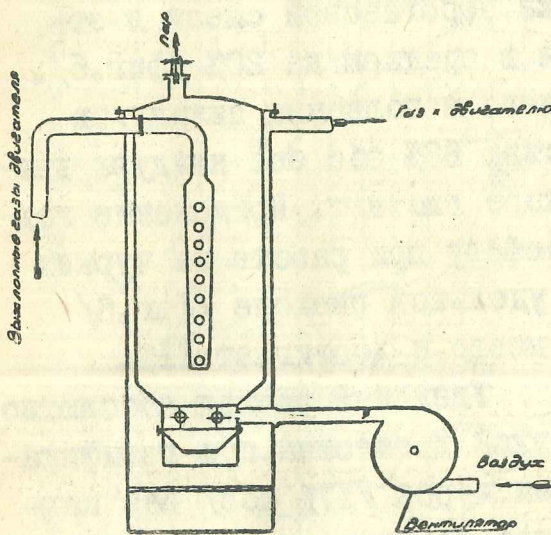 Пар
Выхлопные газы двигателя
Газ к двигателю
Воздух
Вентилятор